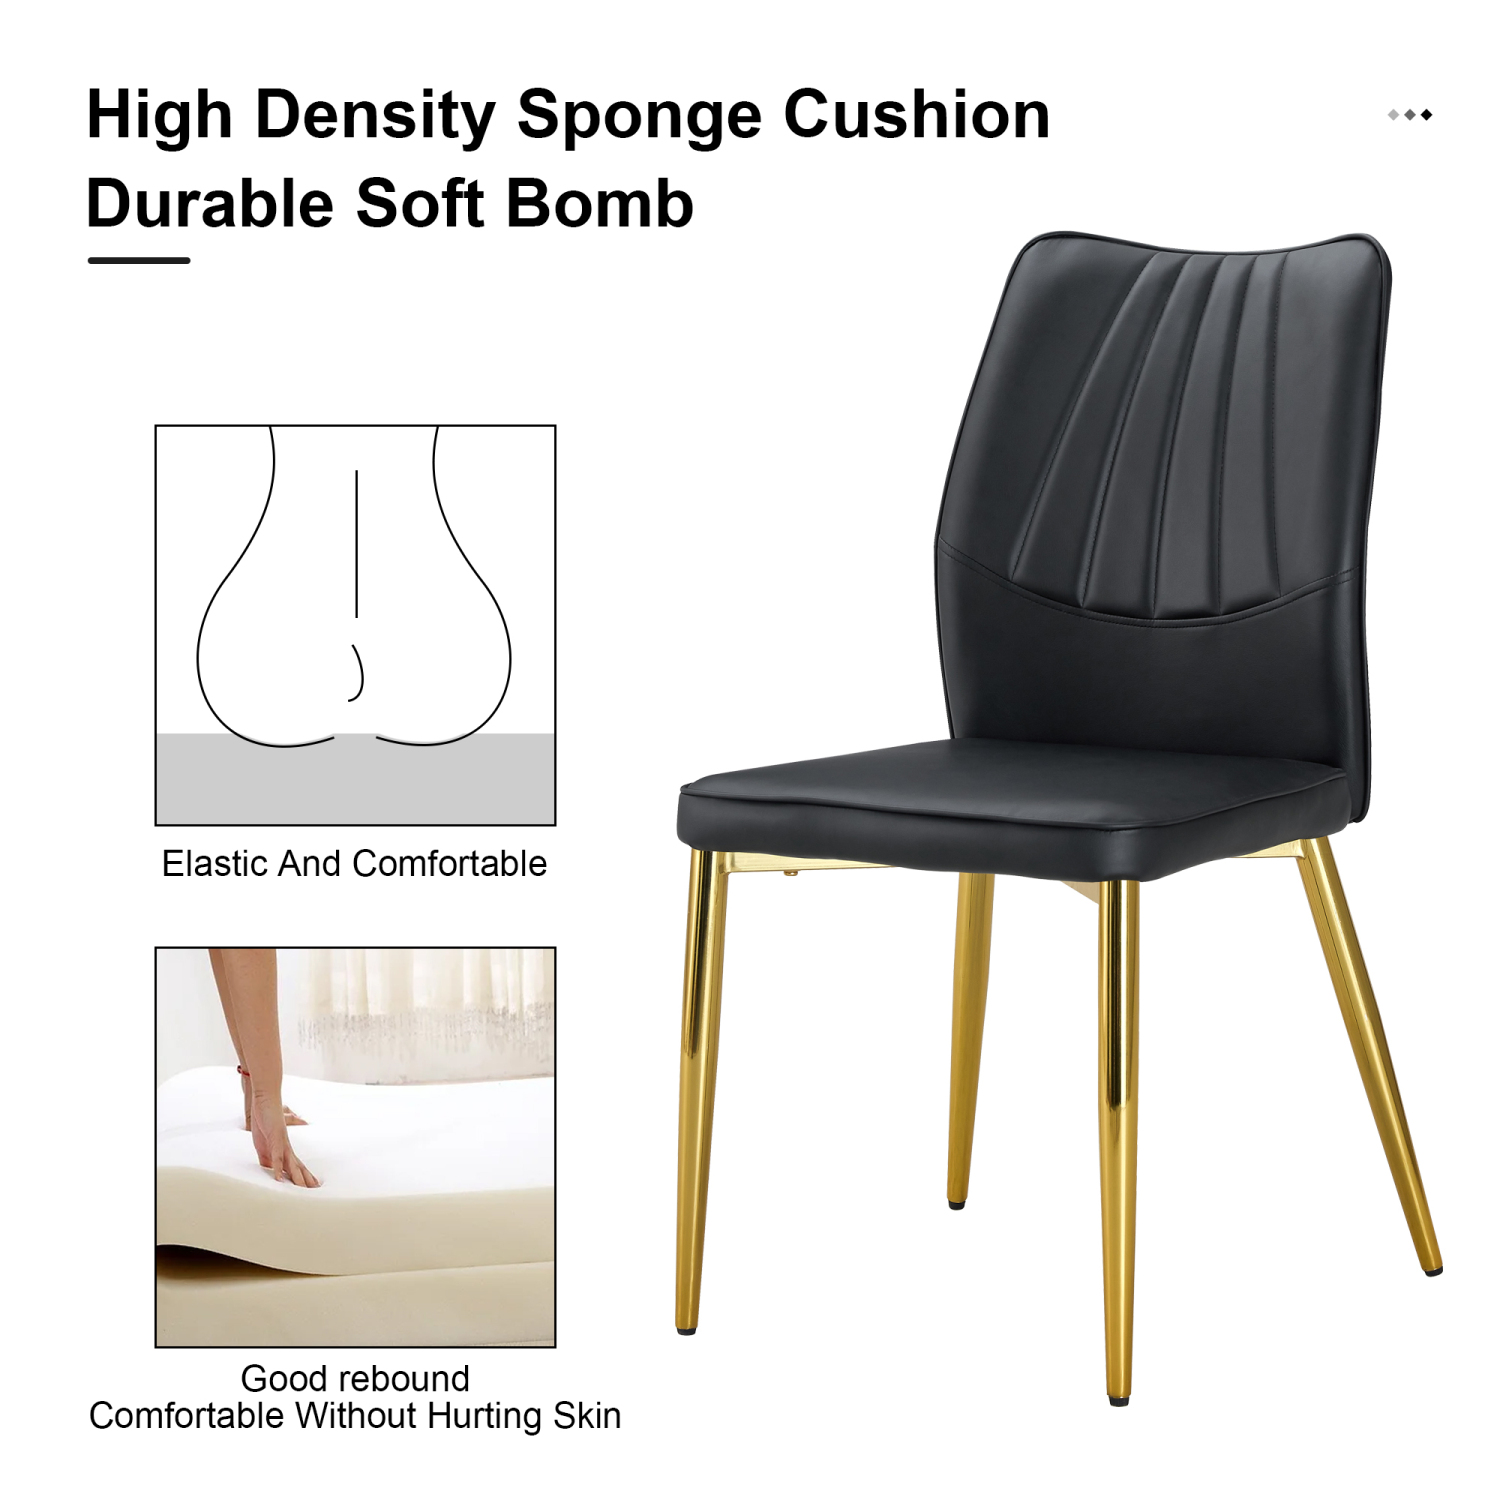 High Density Sponge Cushion
Durable Soft Bomb
Elastic And Comfortable
Good rebound
Comfortable Without Hurting Skin